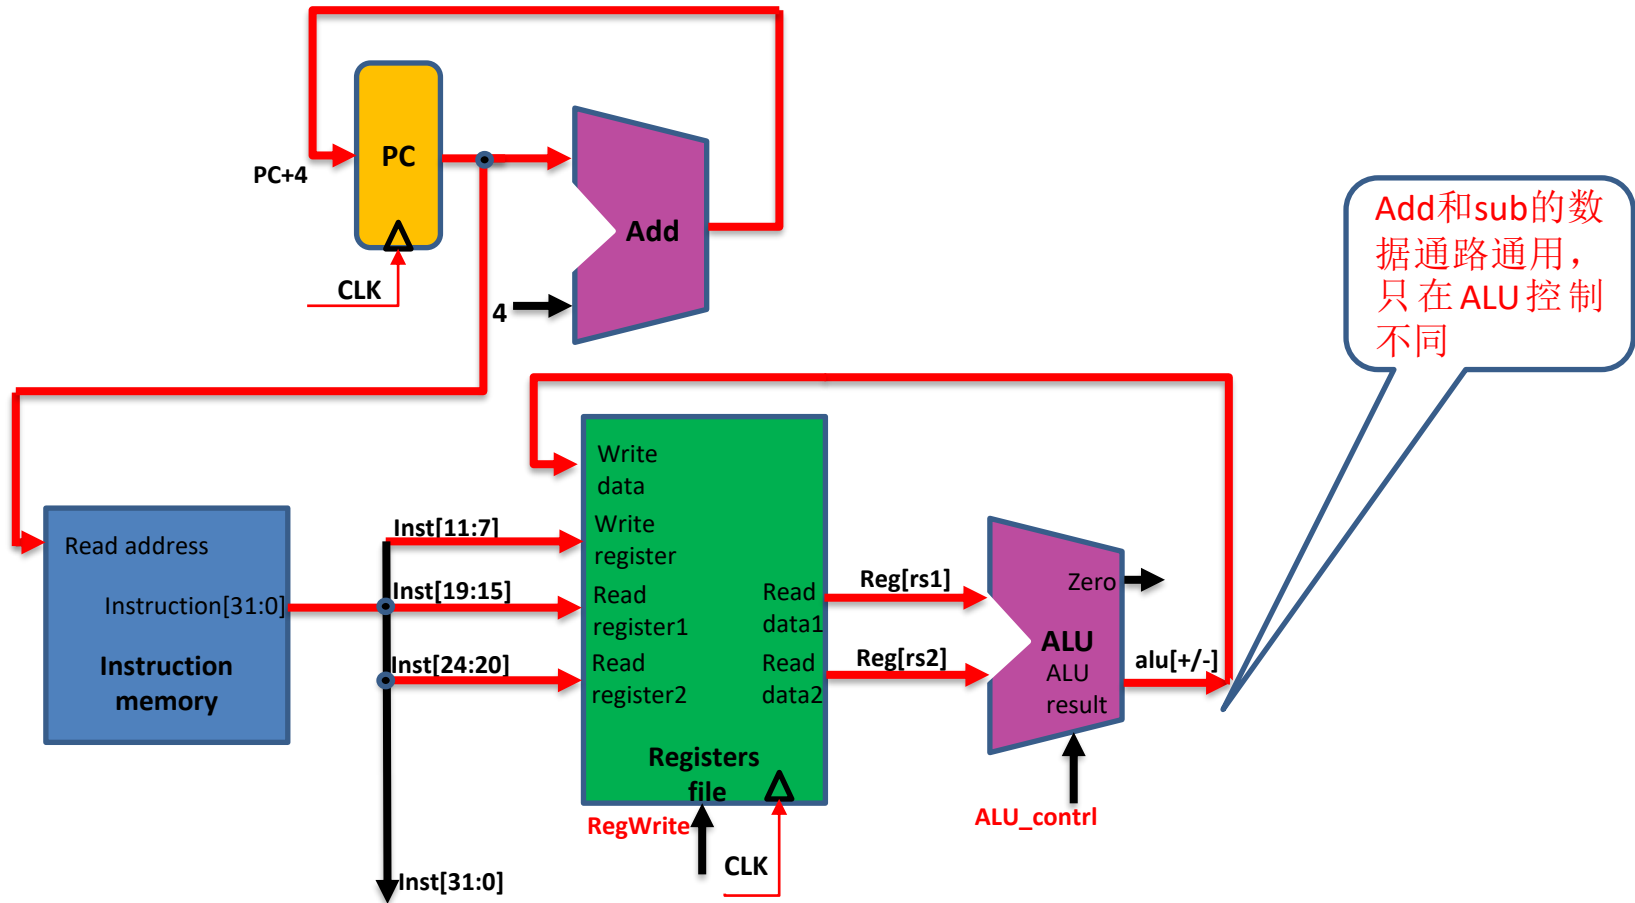 PC
PC+4
Add
CLK
4
Add和sub的数
据通路通用，
只在ALU控制
不同
Write
data
Write
register
Read
register1
Read
register2
Read
data1
Read
data2
Registers
file
Read address
Instruction[31:0]
Instruction
memory
Inst[11:7]
Inst[19:15]
Inst[24:20]
Inst[31:0]
Reg[rs1]
Reg[rs2]
Zero
ALU
ALU
result
alu[+/-]
RegWrite
CLK
ALU_contrl